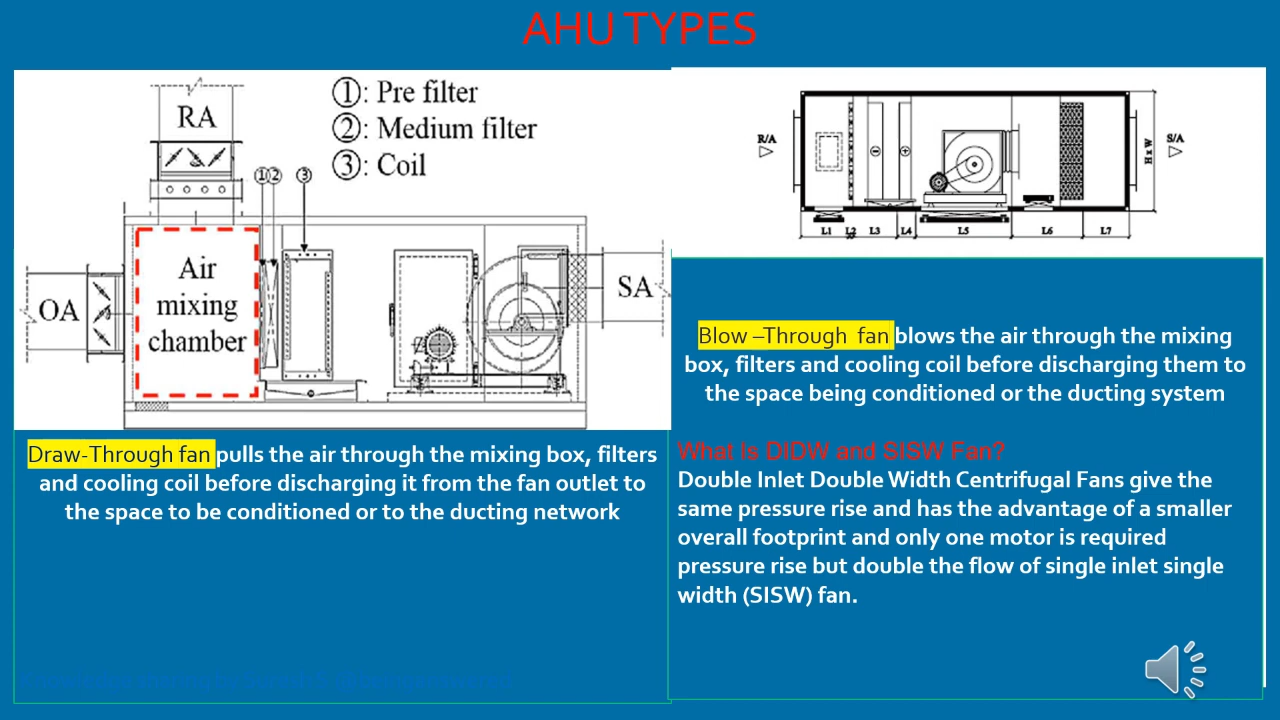 AHU TYPES
RA
①: Pre filter
②: Medium filter
③: Coil
①② ③
Air
mixing
chamber
OA
SA
R/A
S/A
H x W
L1 L2 L3 L4 L5 L6 L7
Draw-Through fan pulls the air through the mixing box, filters
and cooling coil before discharging it from the fan outlet to
the space to be conditioned or to the ducting network
Blow –Through fan blows the air through the mixing
box, filters and cooling coil before discharging them to
the space being conditioned or the ducting system
What Is DIDW and SISW Fan?
Double Inlet Double Width Centrifugal Fans give the
same pressure rise and has the advantage of a smaller
overall footprint and only one motor is required
pressure rise but double the flow of single inlet single
width (SISW) fan.